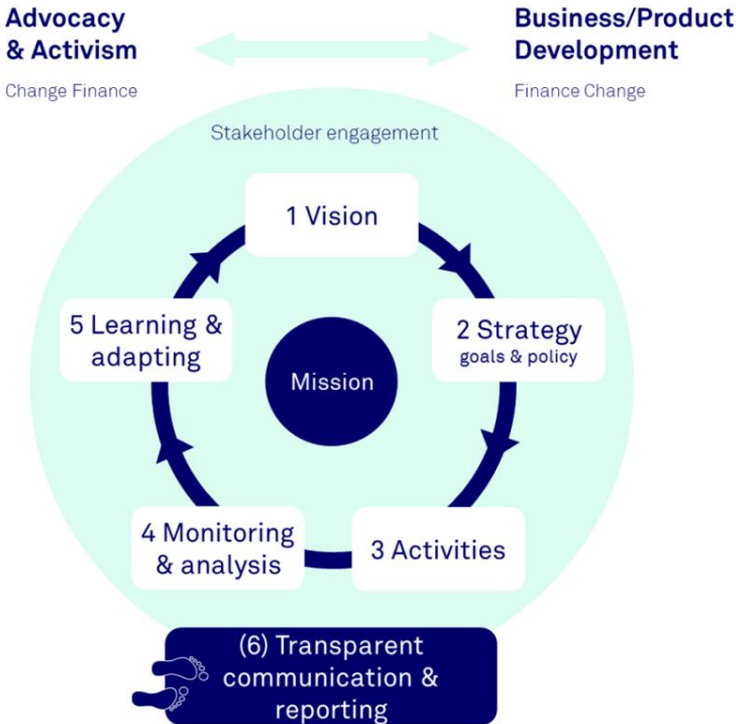 Advocacy
& Activism
Change Finance
Business/Product
Development
Finance Change
Stakeholder engagement
1 Vision
2 Strategy
goals & policy
3 Activities
4 Monitoring
& analysis
5 Learning &
adapting
Mission
(6) Transparent
communication &
reporting